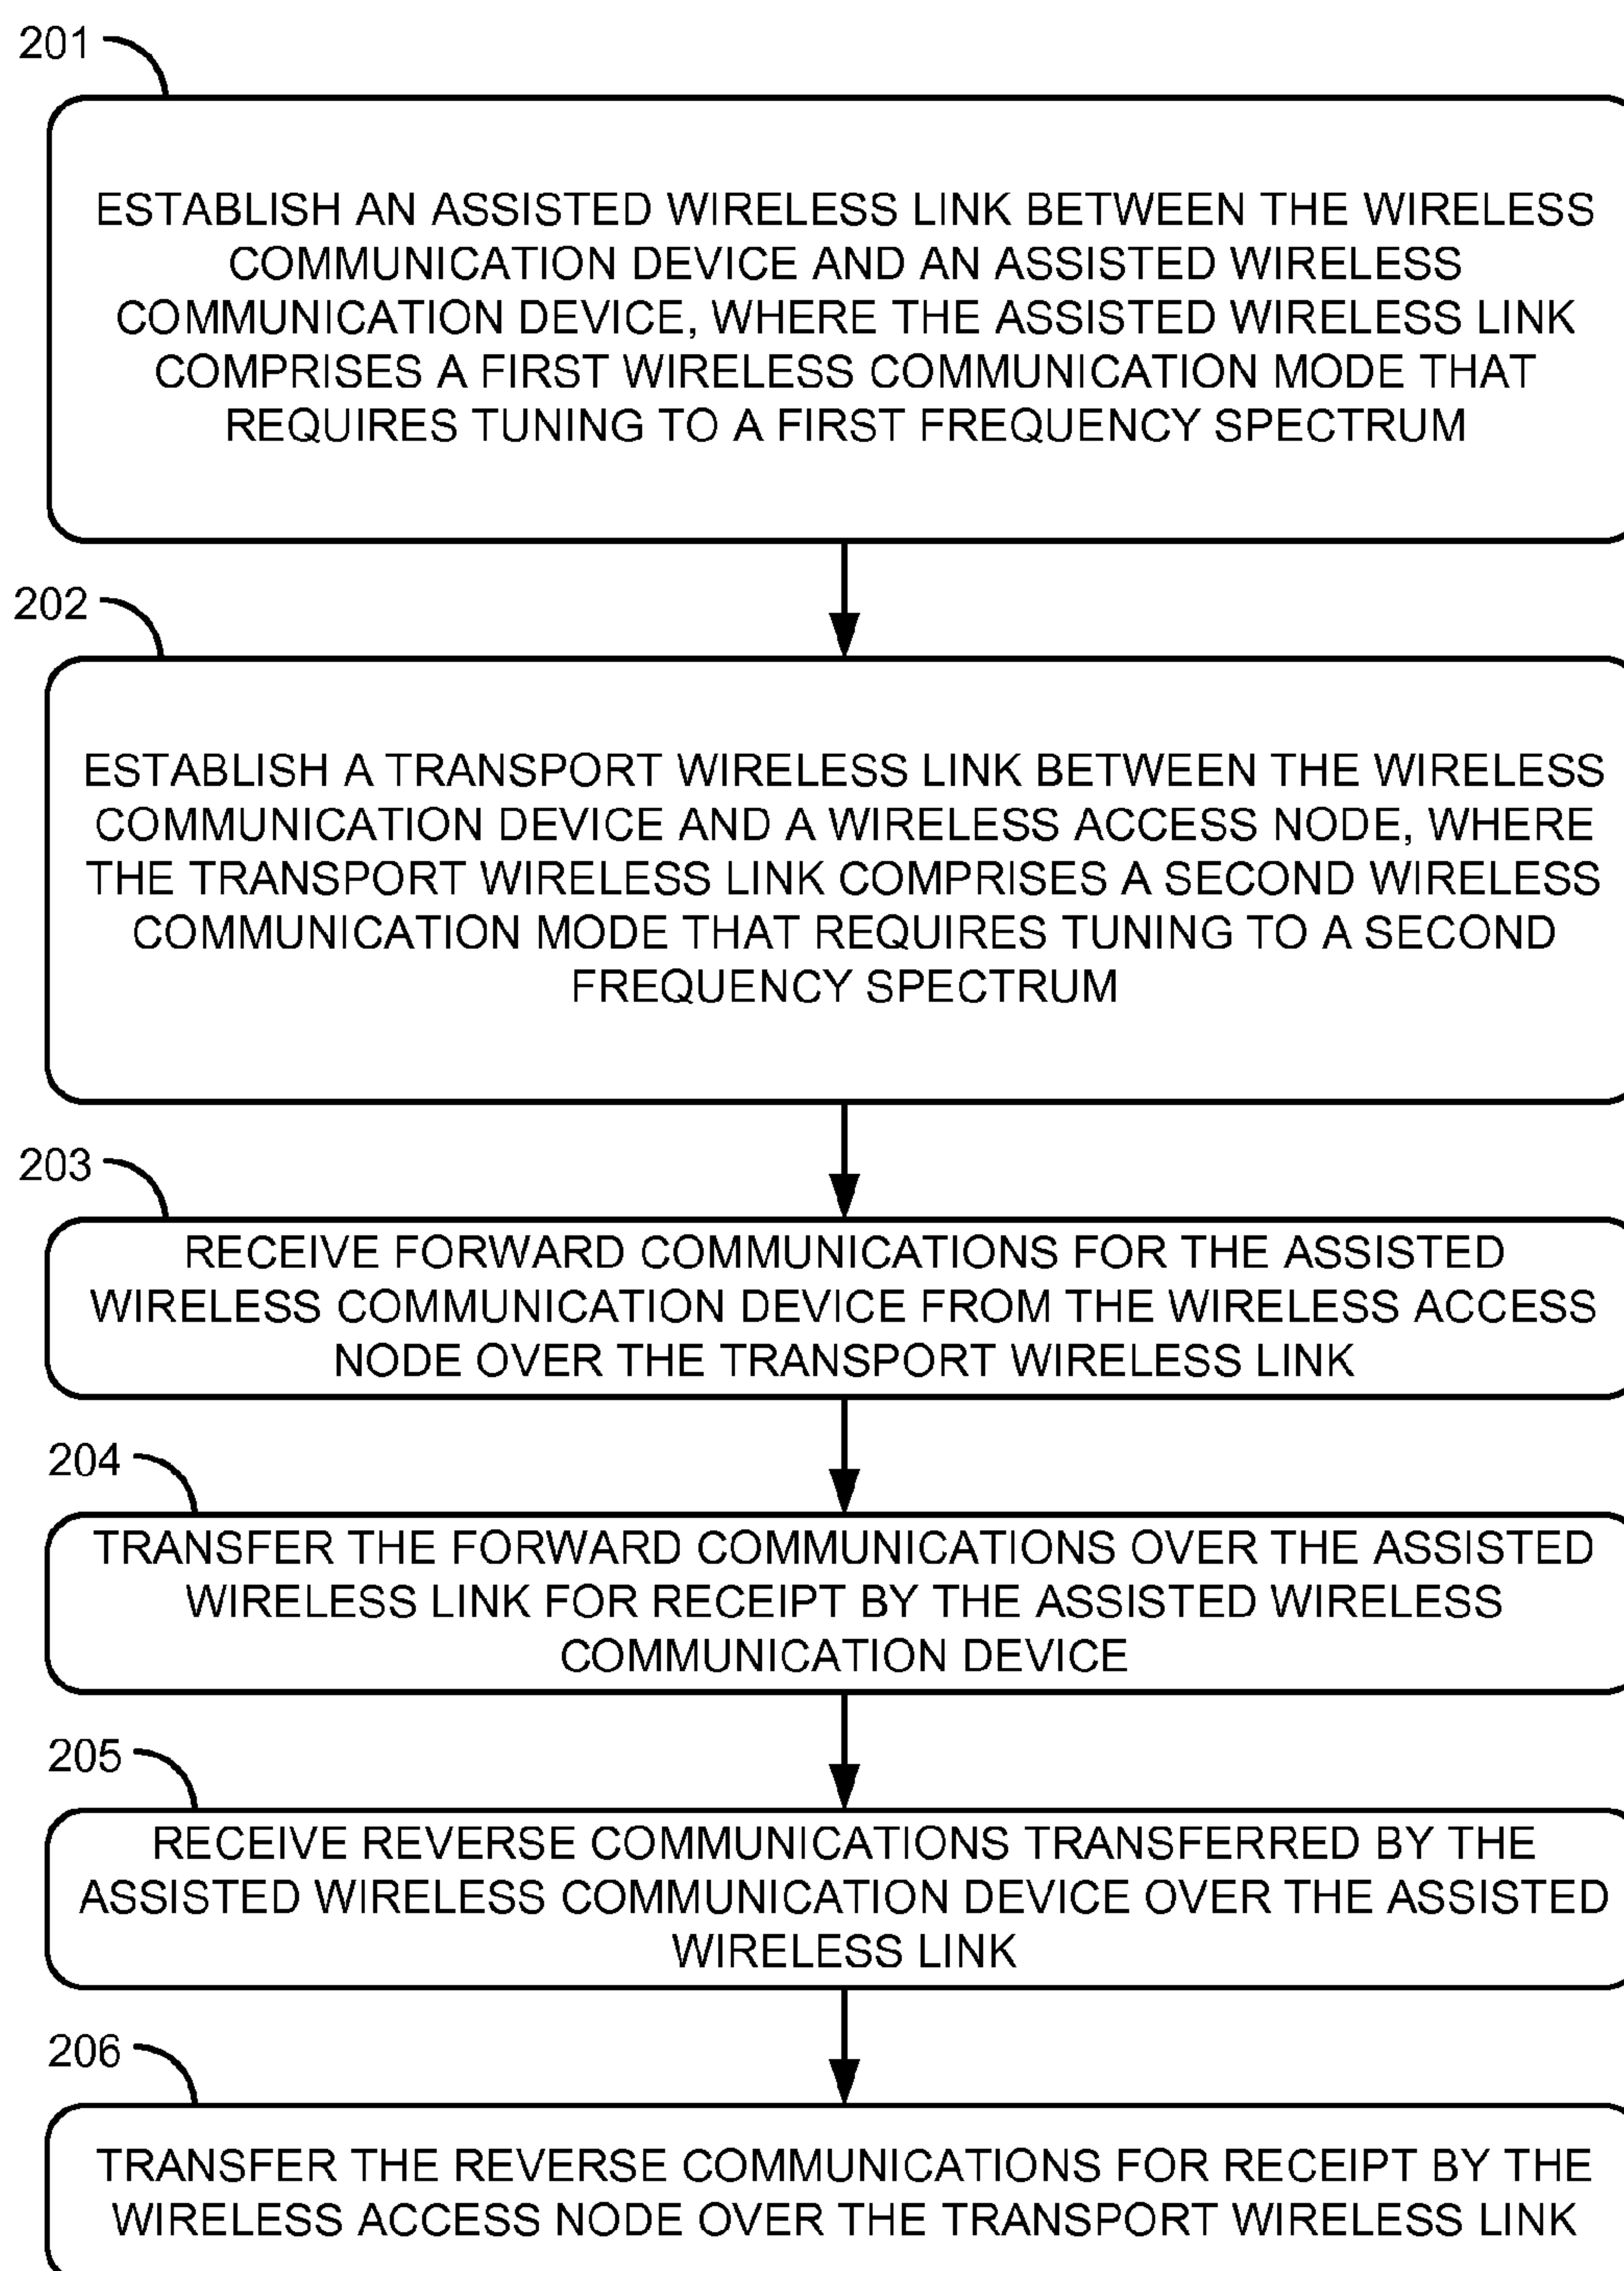 201
ESTABLISH AN ASSISTED WIRELESS LINK BETWEEN THE WIRELESS
COMMUNICATION DEVICE AND AN ASSISTED WIRELESS
COMMUNICATION DEVICE, WHERE THE ASSISTED WIRELESS LINK
COMPRISES A FIRST WIRELESS COMMUNICATION MODE THAT
REQUIRES TUNING TO A FIRST FREQUENCY SPECTRUM
202
ESTABLISH A TRANSPORT WIRELESS LINK BETWEEN THE WIRELESS
COMMUNICATION DEVICE AND A WIRELESS ACCESS NODE, WHERE
THE TRANSPORT WIRELESS LINK COMPRISES A SECOND WIRELESS
COMMUNICATION MODE THAT REQUIRES TUNING TO A SECOND
FREQUENCY SPECTRUM
203
RECEIVE FORWARD COMMUNICATIONS FOR THE ASSISTED
WIRELESS COMMUNICATION DEVICE FROM THE WIRELESS ACCESS
NODE OVER THE TRANSPORT WIRELESS LINK
204
TRANSFER THE FORWARD COMMUNICATIONS OVER THE ASSISTED
WIRELESS LINK FOR RECEIPT BY THE ASSISTED WIRELESS
COMMUNICATION DEVICE
205
RECEIVE REVERSE COMMUNICATIONS TRANSFERRED BY THE
ASSISTED WIRELESS COMMUNICATION DEVICE OVER THE ASSISTED
WIRELESS LINK
206
TRANSFER THE REVERSE COMMUNICATIONS FOR RECEIPT BY THE
WIRELESS ACCESS NODE OVER THE TRANSPORT WIRELESS LINK